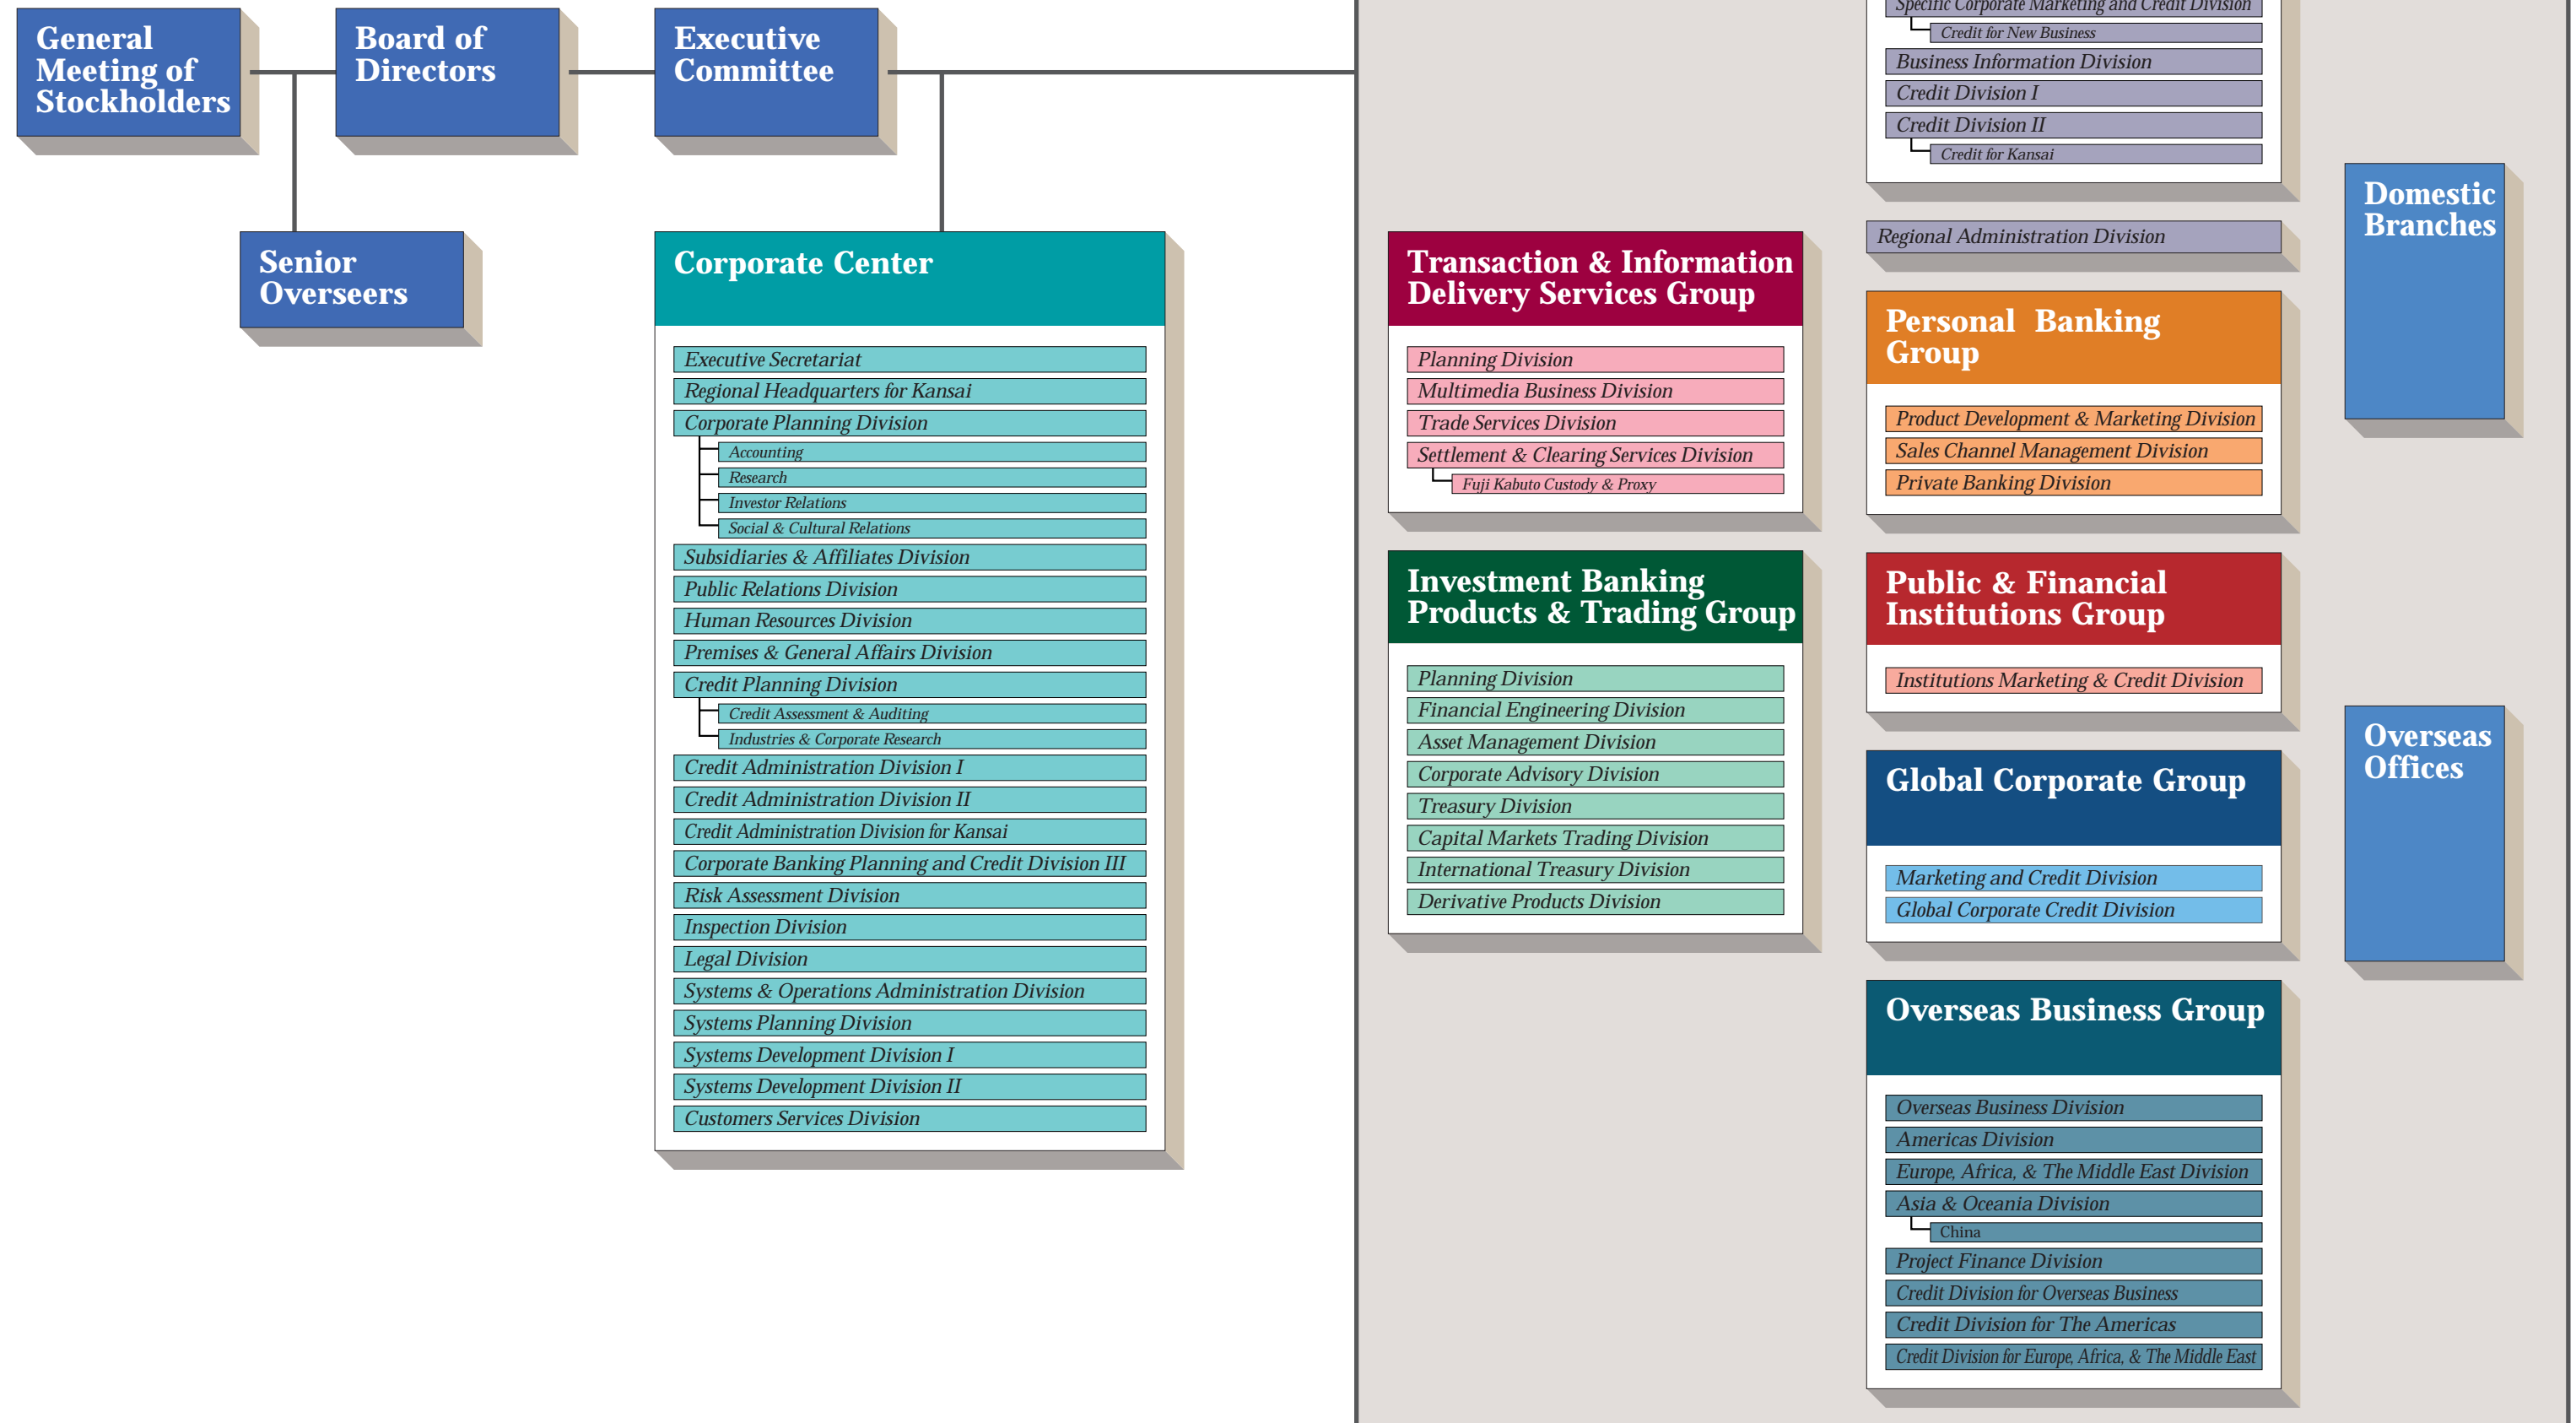 General
Meeting of
Stockholders
Board of
Directors
Executive
Committee
Senior
Overseers
Corporate Center
Executive Secretariat
Regional Headquarters for Kansai
Corporate Planning Division
Accounting
Research
Investor Relations
Social & Cultural Relations
Subsidiaries & Affiliates Division
Public Relations Division
Human Resources Division
Premises & General Affairs Division
Credit Planning Division
Credit Assessment & Auditing
Industries & Corporate Research
Credit Administration Division I
Credit Administration Division II
Credit Administration Division for Kansai
Corporate Banking Planning and Credit Division III
Risk Assessment Division
Inspection Division
Legal Division
Systems & Operations Administration Division
Systems Planning Division
Systems Development Division I
Systems Development Division II
Customers Services Division
Transaction & Information
Delivery Services Group
Planning Division
Multimedia Business Division
Trade Services Division
Settlement & Clearing Services Division
Fuji Kabuto Custody & Proxy
Investment Banking
Products & Trading Group
Planning Division
Financial Engineering Division
Asset Management Division
Corporate Advisory Division
Treasury Division
Capital Markets Trading Division
International Treasury Division
Derivative Products Division
Specific Corporate Marketing and Credit Division
Credit for New Business
Business Information Division
Credit Division I
Credit Division II
Credit for Kansai
Regional Administration Division
Personal Banking
Group
Product Development & Marketing Division
Sales Channel Management Division
Private Banking Division
Public & Financial
Institutions Group
Institutions Marketing & Credit Division
Global Corporate Group
Marketing and Credit Division
Global Corporate Credit Division
Overseas Business Group
Overseas Business Division
Americas Division
Europe, Africa, & The Middle East Division
Asia & Oceania Division
China
Project Finance Division
Credit Division for Overseas Business
Credit Division for The Americas
Credit Division for Europe, Africa, & The Middle East
Domestic
Branches
Overseas
Offices